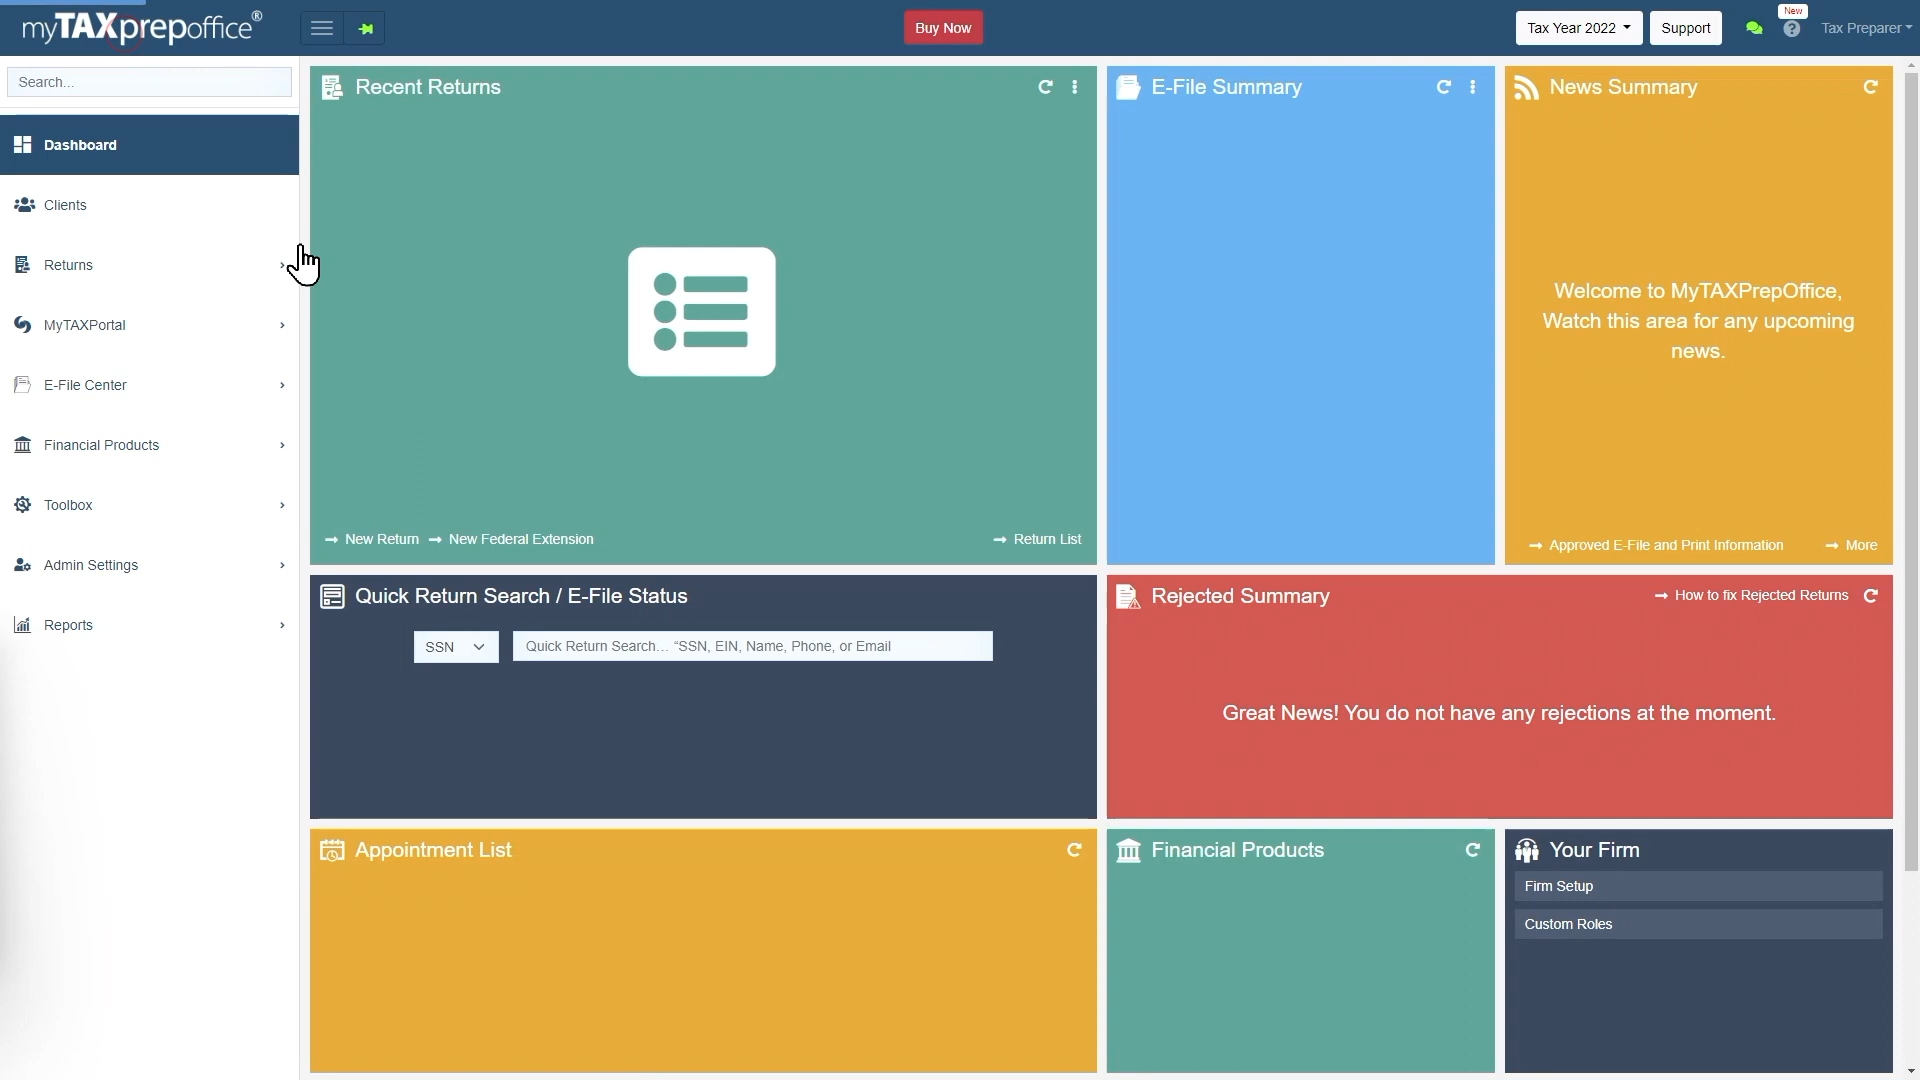 myTAXprepoffice®
Buy Now
Tax Year 2022
Support
New
Tax Preparer
Search...
Dashboard
Clients
Returns
MyTAXPortal
E-File Center
Financial Products
Toolbox
Admin Settings
Reports
Recent Returns
New Return
New Federal Extension
Return List
E-File Summary
News Summary
Welcome to MyTAXPrepOffice,
Watch this area for any upcoming
news.
Approved E-File and Print Information
More
Quick Return Search / E-File Status
SSN
Quick Return Search... “SSN, EIN, Name, Phone, or Email
Rejected Summary
How to fix Rejected Returns
Great News! You do not have any rejections at the moment.
Appointment List
Financial Products
Your Firm
Firm Setup
Custom Roles